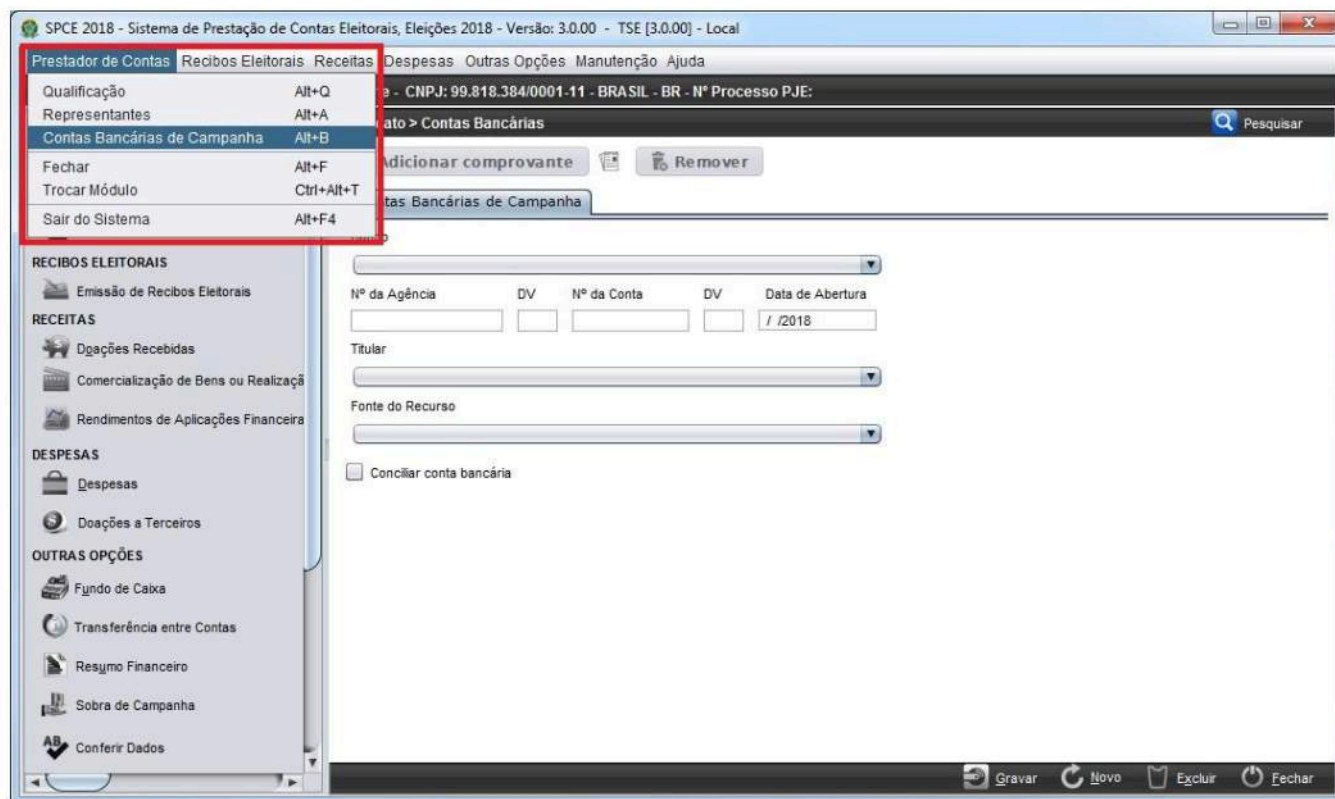 SPCE 2018 - Sistema de Prestação de Contas Eleitorais, Eleições 2018 - Versão: 3.0.00 - TSE [3.0.00] - Local
Prestador de Contas Recibos Eleitorais Receitas Despesas Outras Opções Manutenção Ajuda
Qualificação Alt+Q
Representantes Alt+A
Contas Bancárias de Campanha Alt+B
Fechar Alt+F
Trocar Módulo Ctrl+Alt+T
Sair do Sistema Alt+F4
- CNPJ: 99.818.384/0001-11 - BRASIL - BR - Nº Processo PJE:
> Contas Bancárias Pesquisar
Adicionar comprovante Remover
Bancárias de Campanha
RECIBOS ELEITORAIS
Emissão de Recibos Eleitorais
RECEITAS
Doações Recebidas
Comercialização de Bens ou Realizaçã
Rendimentos de Aplicações Financeira
DESPESAS
Despesas
Doações a Terceiros
OUTRAS OPÇÕES
Fundo de Caixa
Transferência entre Contas
Resumo Financeiro
Sobra de Campanha
Conferir Dados
Nº da Agência DV Nº da Conta DV Data de Abertura
/ /2018
Titular
Fonte do Recurso
Conciliar conta bancária
Gravar Novo Excluir Fechar